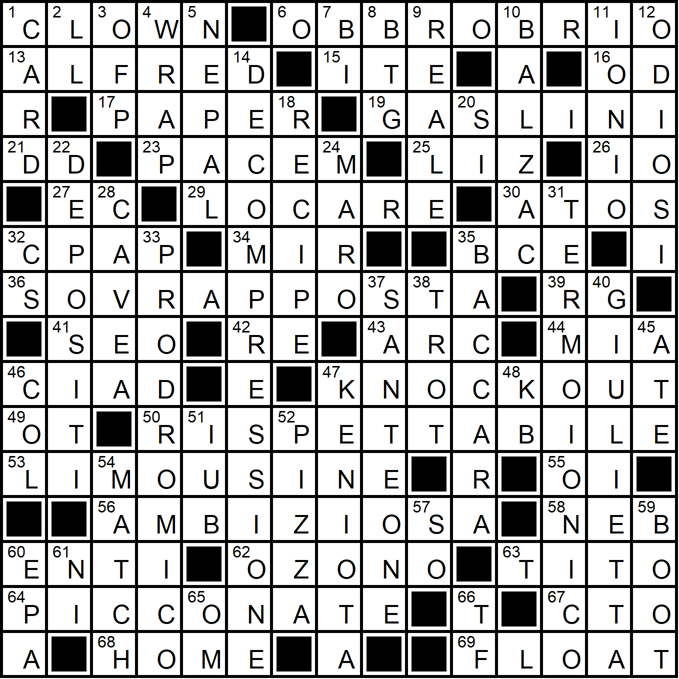 1 C 2 L 3 O 4 W 5 N 6 O 7 B 8 B 9 R O 10 B R 11 I 12 O
13 A L F R E 14 D 15 I T E A 16 O D
R 17 P A P E 18 R 19 G A 20 S L I N I
21 D 22 D 23 P A C E 24 M 25 L I Z 26 I O
27 E 28 C 29 L O C A R E 30 A 31 T O S
32 C P A 33 P 34 M I R 35 B C E I
36 S O V R A P P O 37 S 38 T A 39 R 40 G
41 S E O 42 R E 43 A R C 44 M I 45 A
46 C I A D E 47 K N O C 48 K O U T
49 O T 50 R 51 I S 52 P E T T A B I L E
53 L I 54 M O U S I N E R 55 O I
56 A M B I Z I O 57 S A 58 N E 59 B
60 E 61 N T I 62 O Z O N O 63 T I T O
64 P I C C 65 O N A T E 66 T 67 C T O
A 68 H O M E A 69 F L O A T